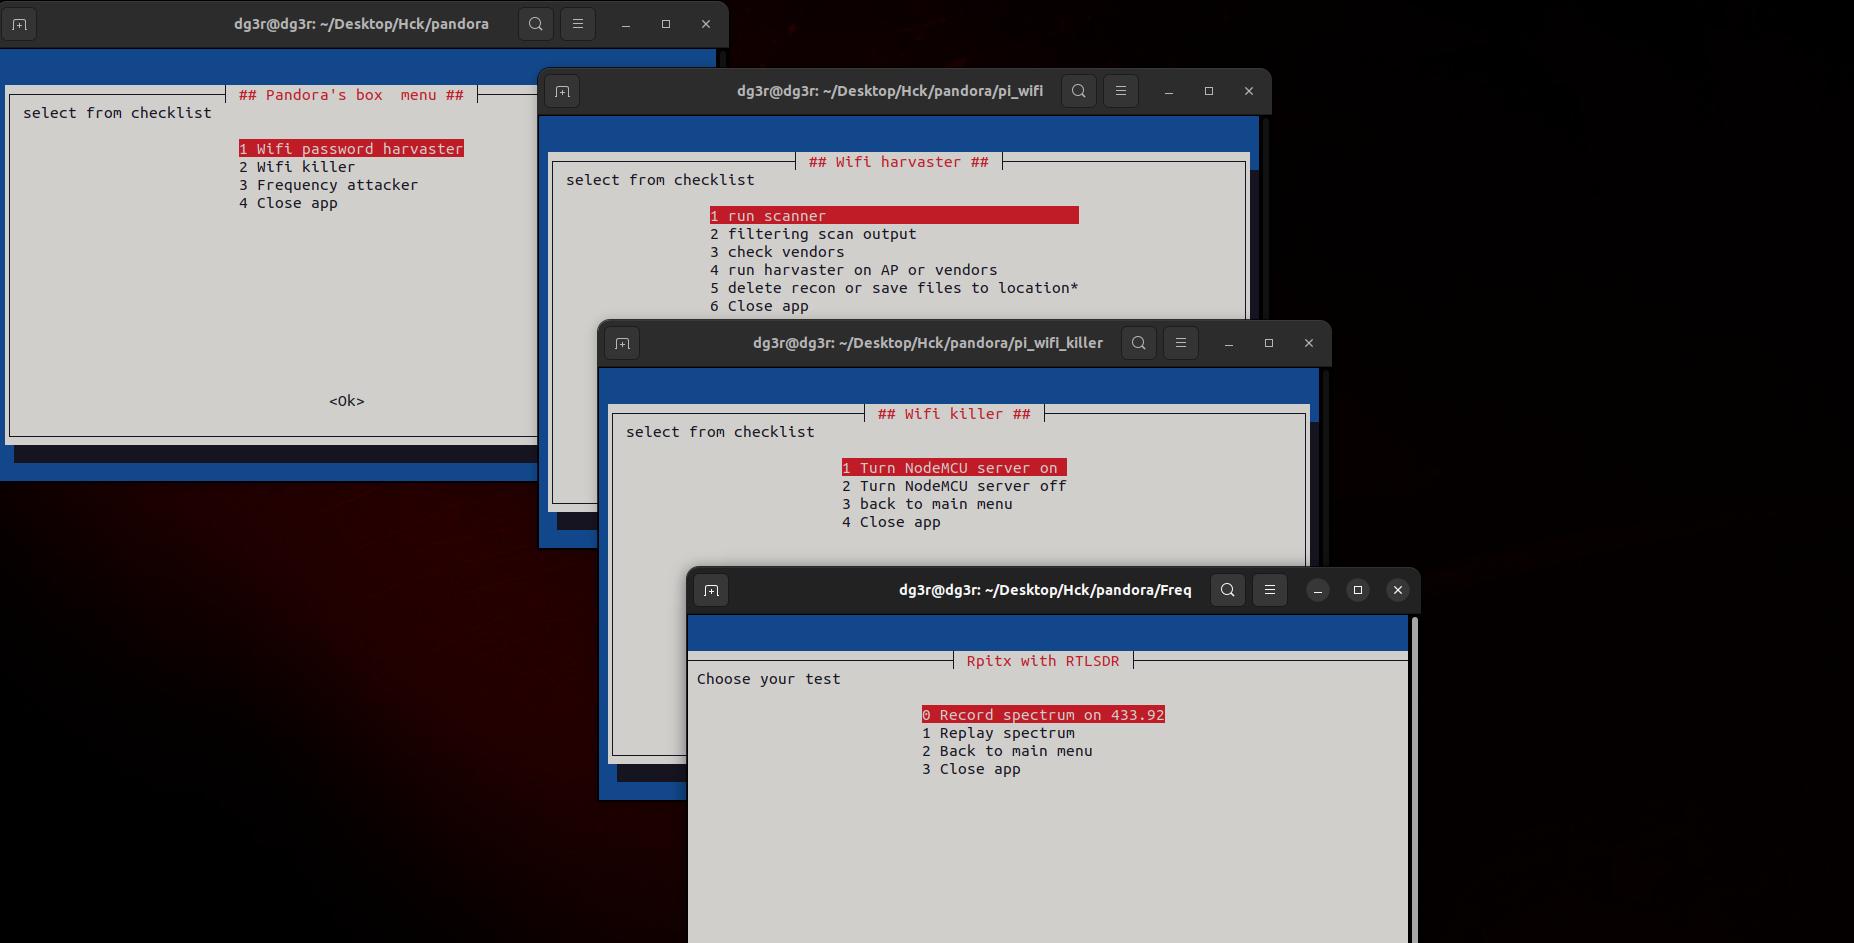 dg3r@dg3r: ~/Desktop/Hck/pandora
## Pandora's box  menu ##
select from checklist
1 Wifi password harvaster
2 Wifi killer
3 Frequency attacker
4 Close app
<Ok>
dg3r@dg3r: ~/Desktop/Hck/pandora/pi_wifi
## Wifi harvaster ##
select from checklist
1 run scanner
2 filtering scan output
3 check vendors
4 run harvaster on AP or vendors
5 delete recon or save files to location*
6 Close app
dg3r@dg3r: ~/Desktop/Hck/pandora/pi_wifi_killer
## Wifi killer ##
select from checklist
1 Turn NodeMCU server on
2 Turn NodeMCU server off
3 back to main menu
4 Close app
dg3r@dg3r: ~/Desktop/Hck/pandora/Freq
Rpitx with RTLSDR
Choose your test
0 Record spectrum on 433.92
1 Replay spectrum
2 Back to main menu
3 Close app